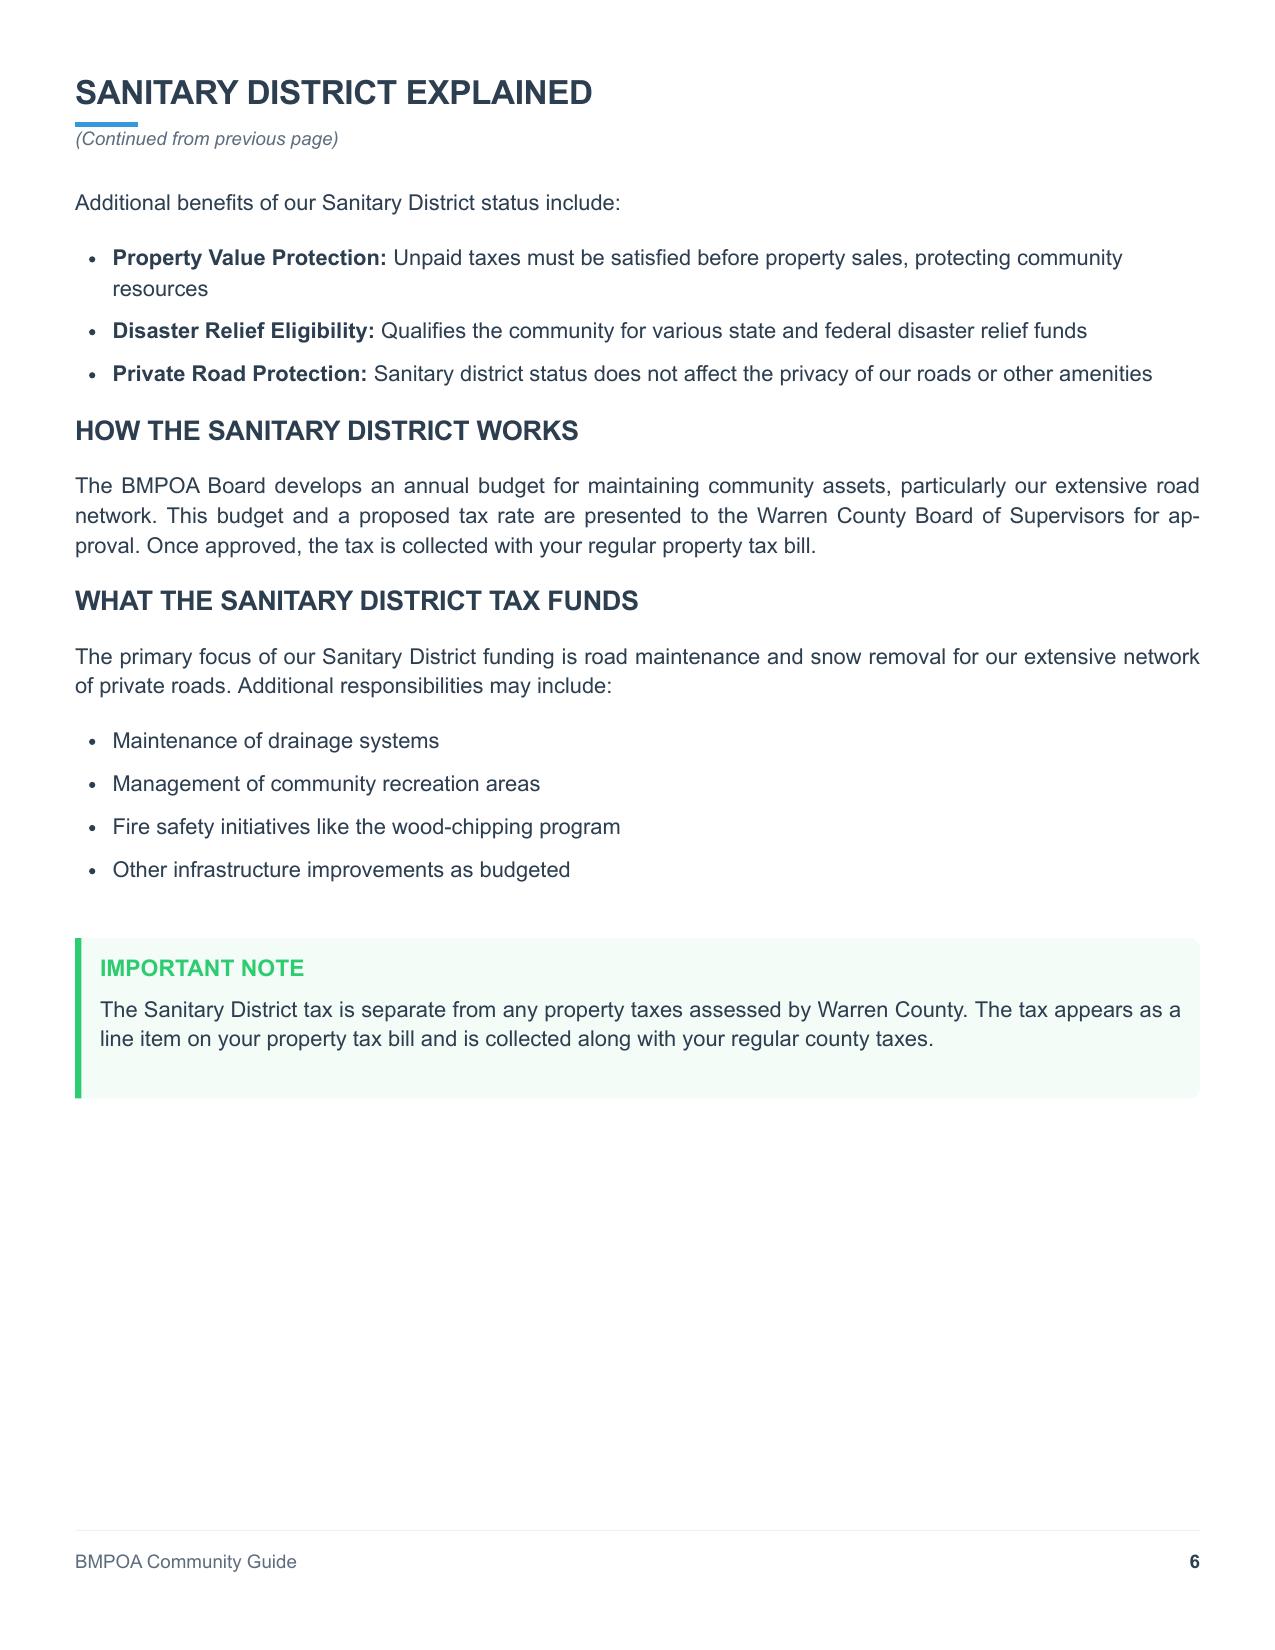 SANITARY DISTRICT EXPLAINED
(Continued from previous page)
Additional benefits of our Sanitary District status include:
• Property Value Protection: Unpaid taxes must be satisfied before property sales, protecting community
resources
• Disaster Relief Eligibility: Qualifies the community for various state and federal disaster relief funds
• Private Road Protection: Sanitary district status does not affect the privacy of our roads or other amenities
HOW THE SANITARY DISTRICT WORKS
The BMPOA Board develops an annual budget for maintaining community assets, particularly our extensive road
network. This budget and a proposed tax rate are presented to the Warren County Board of Supervisors for ap-
proval. Once approved, the tax is collected with your regular property tax bill.
WHAT THE SANITARY DISTRICT TAX FUNDS
The primary focus of our Sanitary District funding is road maintenance and snow removal for our extensive network
of private roads. Additional responsibilities may include:
• Maintenance of drainage systems
• Management of community recreation areas
• Fire safety initiatives like the wood-chipping program
• Other infrastructure improvements as budgeted
IMPORTANT NOTE
The Sanitary District tax is separate from any property taxes assessed by Warren County. The tax appears as a
line item on your property tax bill and is collected along with your regular county taxes.
BMPOA Community Guide
6